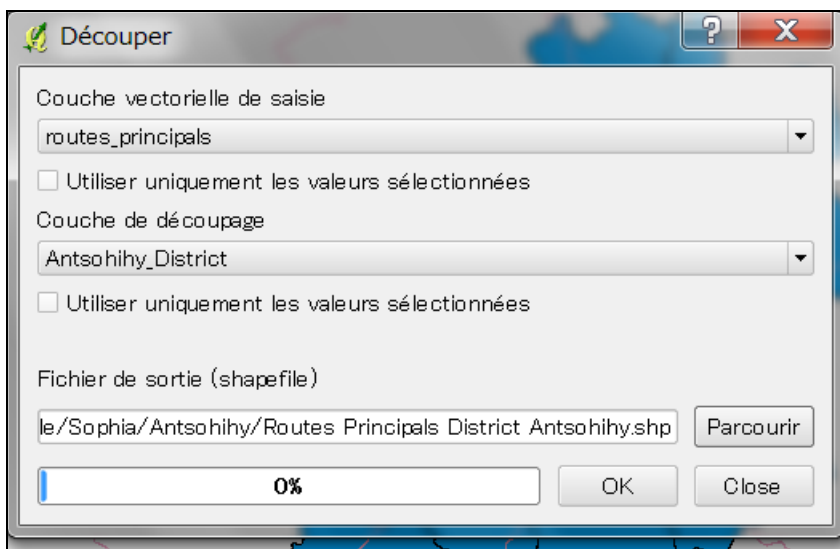 Découper
Couche vectorielle de saisie
routes_principals
Utiliser uniquement les valeurs sélectionnées
Couche de découpage
Antsohihy_District
Utiliser uniquement les valeurs sélectionnées
Fichier de sortie (shapefile)
le/Sophia/Antsohihy/Routes Principals District Antsohihy.shp Parcourir
0% OK Close